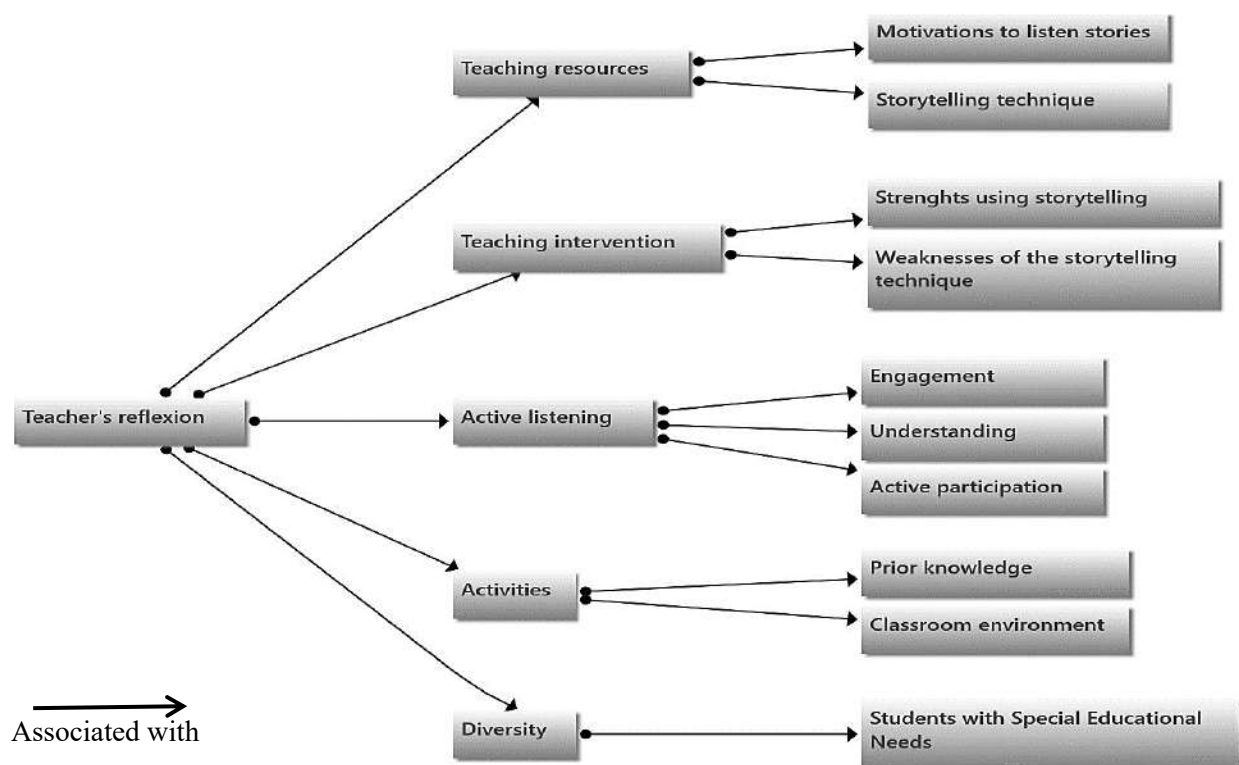 Teacher's reflexion
Teaching resources
Motivations to listen stories
Storytelling technique
Teaching intervention
Strenghts using storytelling
Weaknesses of the storytelling
technique
Active listening
Engagement
Understanding
Active participation
Activities
Prior knowledge
Classroom environment
Diversity
Students with Special Educational
Needs
Associated with